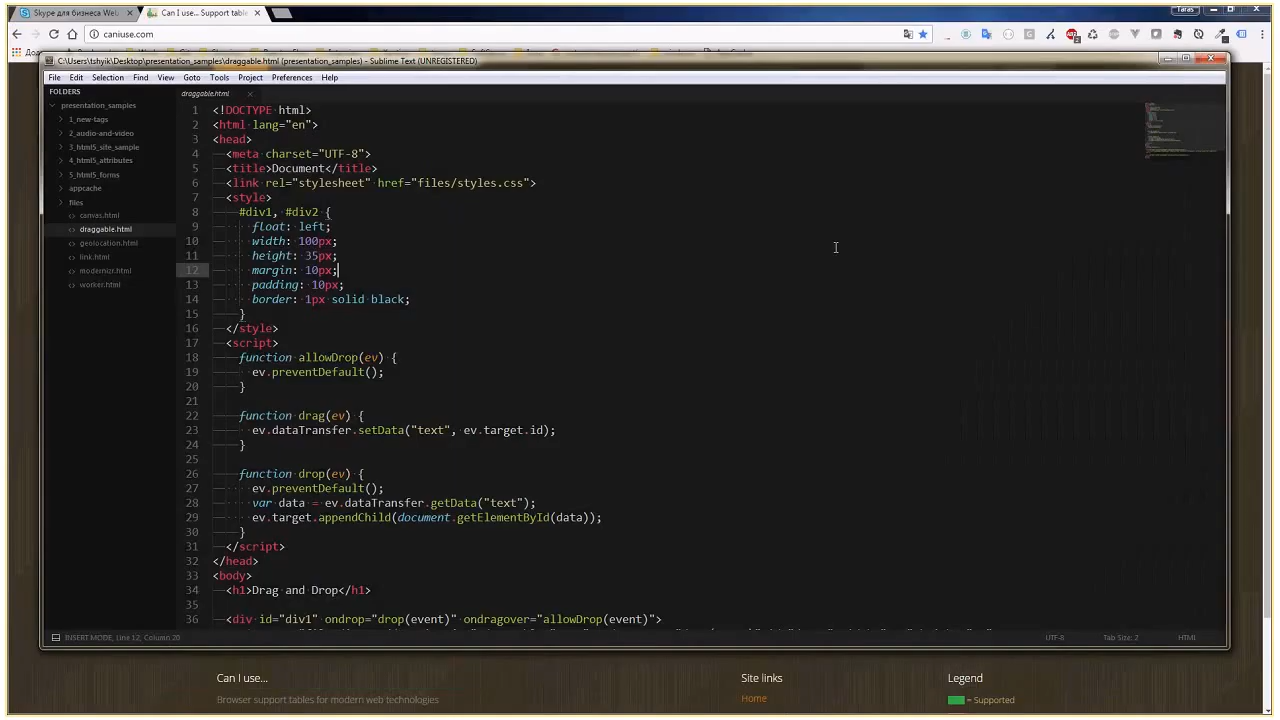 Skype для бизнеса Web
Can I use... Support table
Taras
caniuse.com
C:\Users\tshyik\Desktop\presentation_samples\draggable.html (presentation_samples) - Sublime Text (UNREGISTERED)
File Edit Selection Find View Goto Tools Project Preferences Help
FOLDERS
presentation_samples
1_new-tags
2_audio-and-video
3_html5_site_sample
4_html5_attributes
5_html5_forms
appcache
files
canvas.html
draggable.html
geolocation.html
link.html
modernizr.html
worker.html
draggable.html
1 <!DOCTYPE html>
2 <html lang="en">
3 <head>
4 <meta charset="UTF-8">
5 <title>Document</title>
6 <link rel="stylesheet" href="files/styles.css">
7 <style>
8 #div1, #div2 {
9 float: left;
10 width: 100px;
11 height: 35px;
12 margin: 10px;
13 padding: 10px;
14 border: 1px solid black;
15 }
16 </style>
17 <script>
18 function allowDrop(ev) {
19 ev.preventDefault();
20 }
21
22 function drag(ev) {
23 ev.dataTransfer.setData("text", ev.target.id);
24 }
25
26 function drop(ev) {
27 ev.preventDefault();
28 var data = ev.dataTransfer.getData("text");
29 ev.target.appendChild(document.getElementById(data));
30 }
31 </script>
32 </head>
33 <body>
34 <h1>Drag and Drop</h1>
35
36 <div id="div1" ondrop="drop(event)" ondragover="allowDrop(event)">
INSERT MODE, Line 12, Column 20
UTF-8
Tab Size: 2
HTML
Can I use...
Browser support tables for modern web technologies
Site links
Home
Legend
= Supported